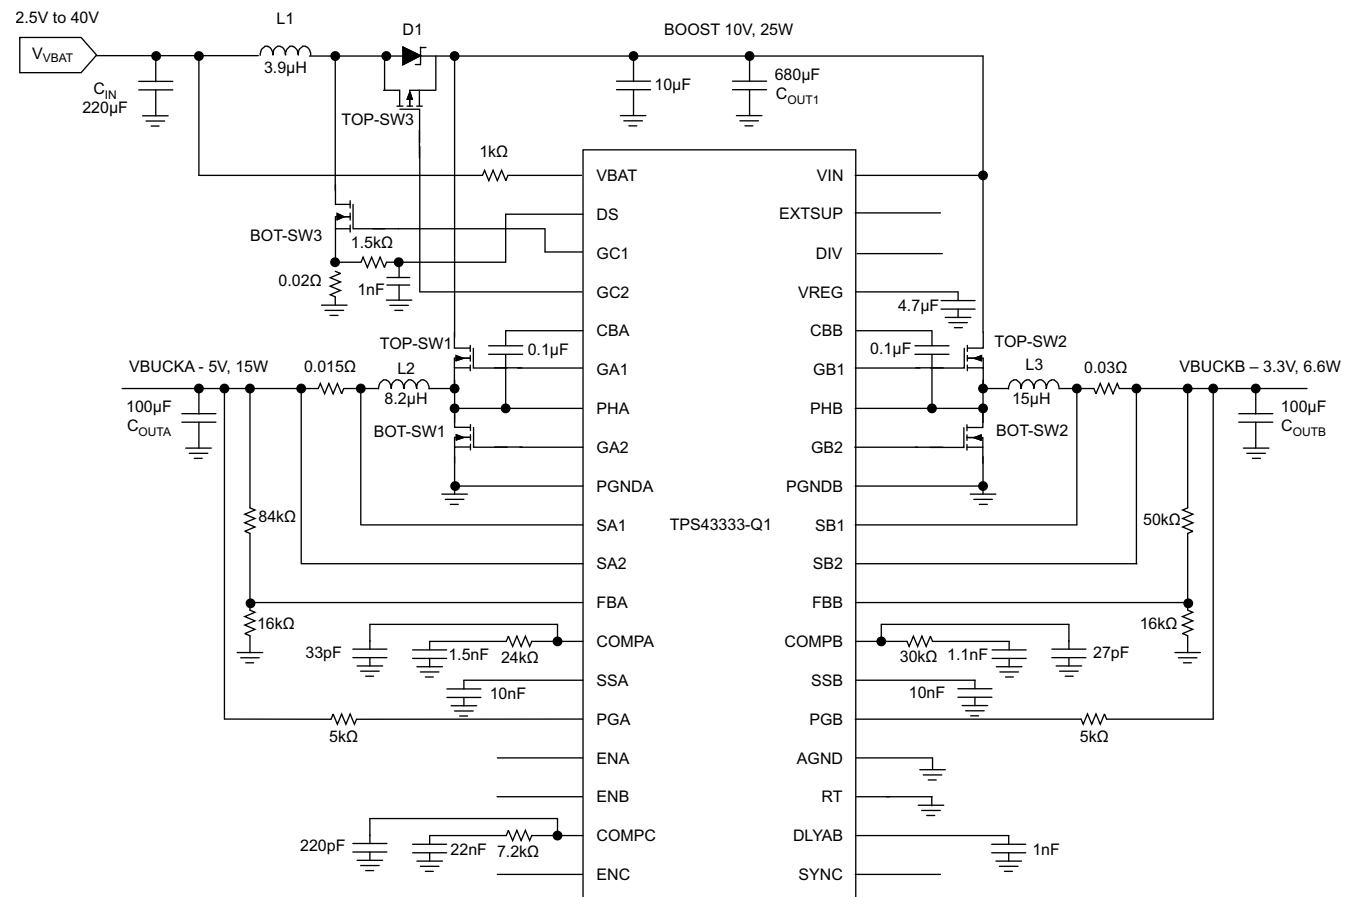 2.5V to 40V
L1
D1
BOOST 10V, 25W
VVBAT
3.9µH
CIN
220µF
TOP-SW3
10µF
680µF
COUT1
1kΩ
VBAT
VIN
DS
EXTSUP
BOT-SW3
1.5kΩ
GC1
DIV
0.02Ω
1nF
GC2
VREG
4.7µF
CBA
CBB
TOP-SW1
0.1µF
0.1µF
TOP-SW2
VBUCKA - 5V, 15W
0.015Ω
L2
GA1
GB1
L3
0.03Ω
VBUCKB – 3.3V, 6.6W
8.2µH
15µH
100µF
COUTA
PHA
PHB
100µF
COUTB
BOT-SW1
BOT-SW2
GA2
GB2
PGNDA
PGNDB
84kΩ
SA1
TPS43333-Q1
SB1
50kΩ
SA2
SB2
FBA
FBB
16kΩ
16kΩ
33pF
1.5nF
24kΩ
COMPA
COMPB
30kΩ
1.1nF
27pF
10nF
SSA
SSB
10nF
5kΩ
PGA
PGB
5kΩ
ENA
AGND
ENB
RT
220pF
22nF
7.2kΩ
COMPC
DLYAB
1nF
ENC
SYNC